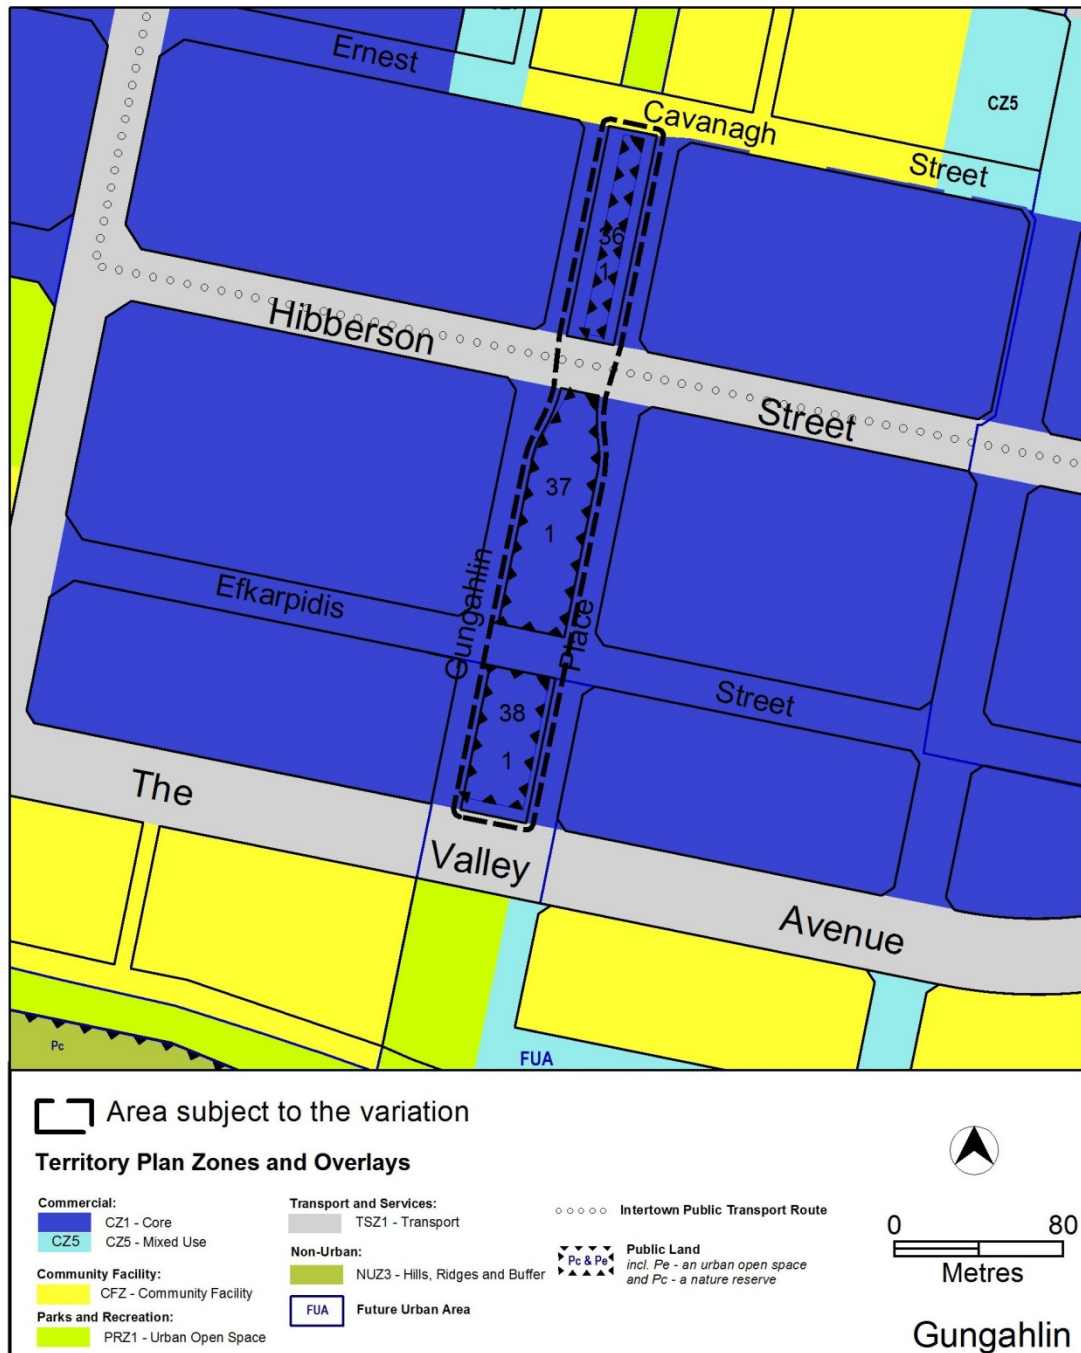 Ernest
Cavanagh
Street
CZ5
36
1
Hibberson
Street
37
1
Gungahlin
Place
Efkarpidis
Street
38
1
The
Valley
Avenue
Pc
FUA
Area subject to the variation
Territory Plan Zones and Overlays
Commercial:
CZ1 - Core
CZ5 CZ5 - Mixed Use
Community Facility:
CFZ - Community Facility
Parks and Recreation:
PRZ1 - Urban Open Space
Transport and Services:
TSZ1 - Transport
Non-Urban:
NUZ3 - Hills, Ridges and Buffer
FUA Future Urban Area
Intertown Public Transport Route
Pc & Pe Public Land
incl. Pe - an urban open space
and Pc - a nature reserve
0 80
Metres
Gungahlin